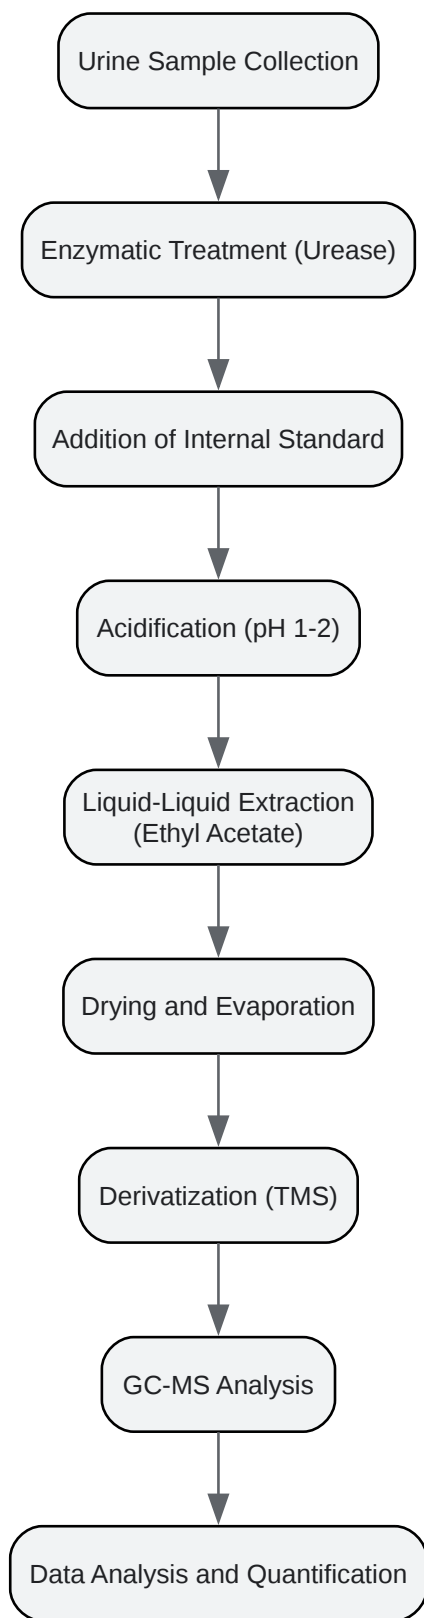 Urine Sample Collection
Enzymatic Treatment (Urease)
Addition of Internal Standard
Acidification (pH 1-2)
Liquid-Liquid Extraction
(Ethyl Acetate)
Drying and Evaporation
Derivatization (TMS)
GC-MS Analysis
Data Analysis and Quantification